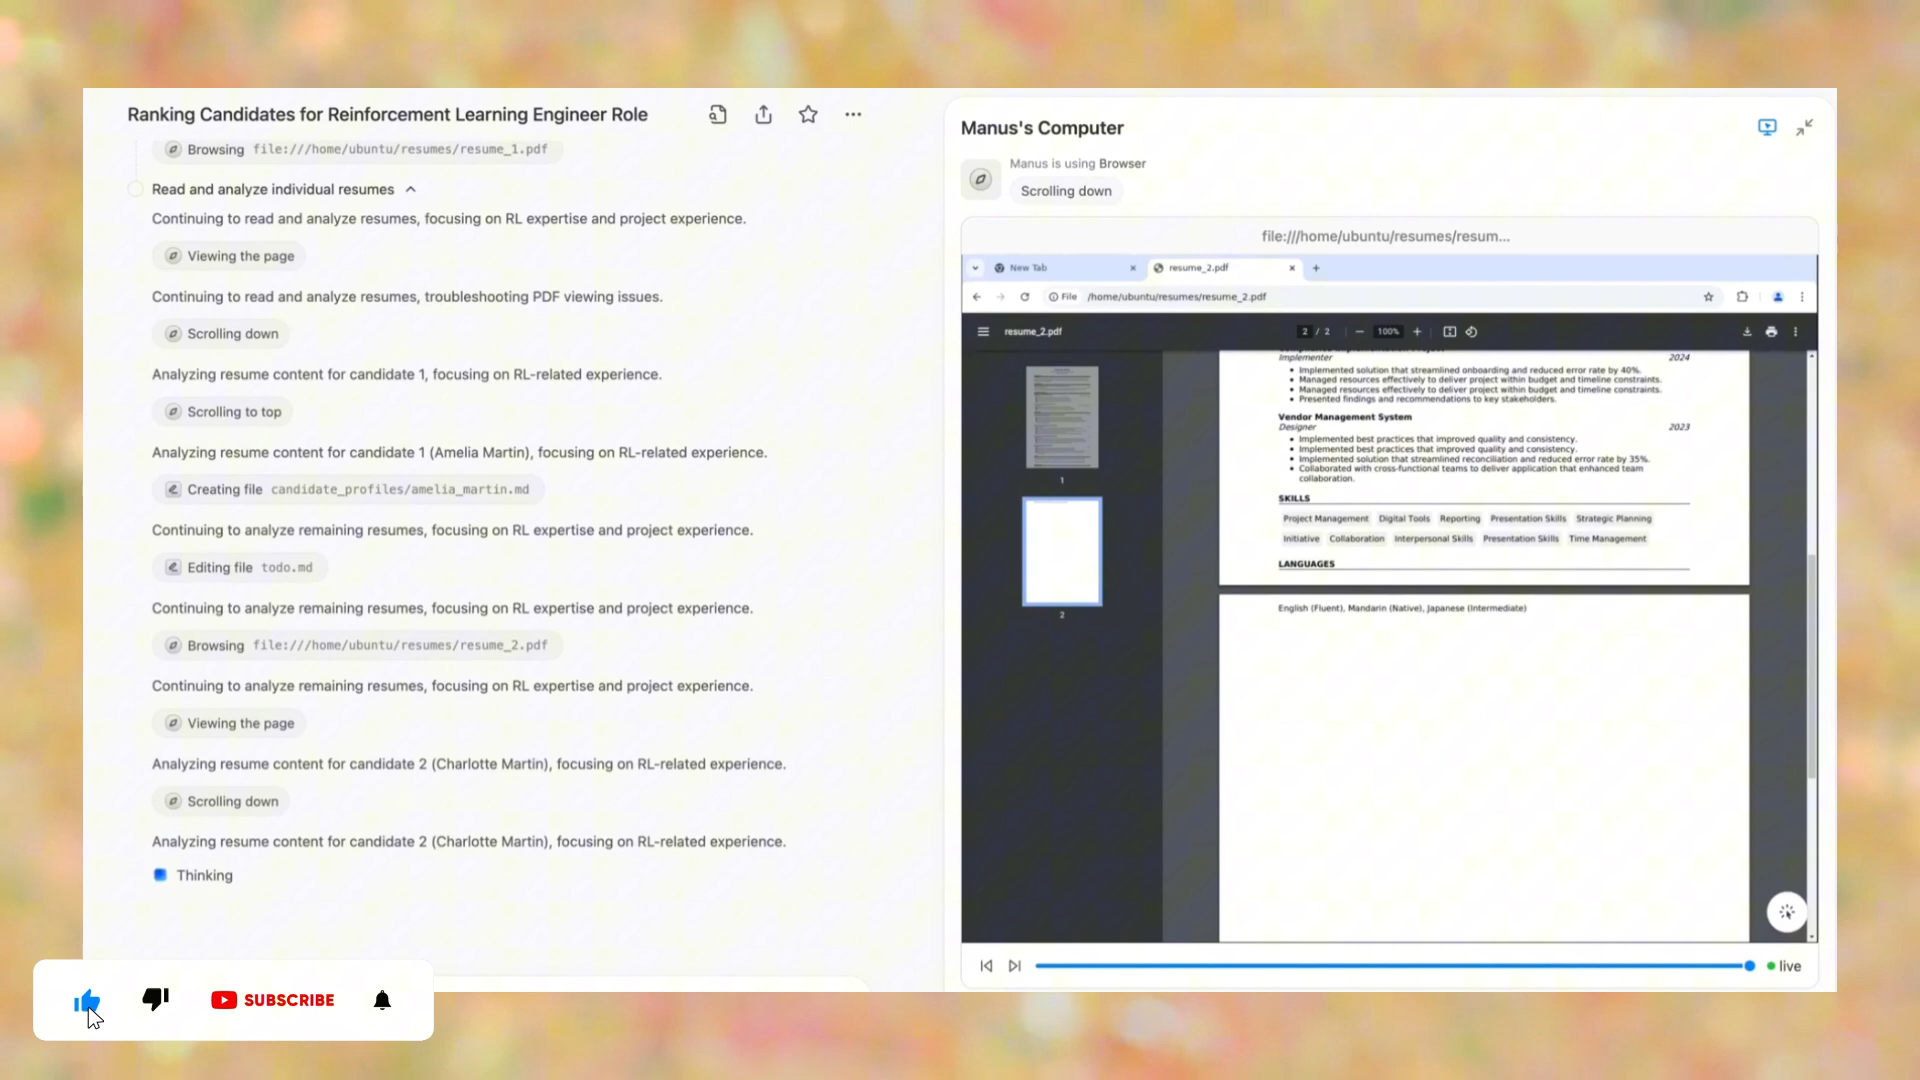 Ranking Candidates for Reinforcement Learning Engineer Role
Browsing file:///home/ubuntu/resumes/resume_1.pdf
Read and analyze individual resumes
Continuing to read and analyze resumes, focusing on RL expertise and project experience.
Viewing the page
Continuing to read and analyze resumes, troubleshooting PDF viewing issues.
Scrolling down
Analyzing resume content for candidate 1, focusing on RL-related experience.
Scrolling to top
Analyzing resume content for candidate 1 (Amelia Martin), focusing on RL-related experience.
Creating file candidate_profiles/amelia_martin.md
Continuing to analyze remaining resumes, focusing on RL expertise and project experience.
Editing file todo.md
Continuing to analyze remaining resumes, focusing on RL expertise and project experience.
Browsing file:///home/ubuntu/resumes/resume_2.pdf
Continuing to analyze remaining resumes, focusing on RL expertise and project experience.
Viewing the page
Analyzing resume content for candidate 2 (Charlotte Martin), focusing on RL-related experience.
Scrolling down
Analyzing resume content for candidate 2 (Charlotte Martin), focusing on RL-related experience.
Thinking
SUBSCRIBE
Manus's Computer
Manus is using Browser
Scrolling down
file:///home/ubuntu/resumes/resum...
New Tab
resume_2.pdf
File /home/ubuntu/resumes/resume_2.pdf
resume_2.pdf
2 / 2
100%
1
2
Implementer 2024
• Implemented solution that streamlined onboarding and reduced error rate by 40%.
• Managed resources effectively to deliver project within budget and timeline constraints.
• Managed resources effectively to deliver project within budget and timeline constraints.
• Presented findings and recommendations to key stakeholders.
Vendor Management System
Designer 2023
• Implemented best practices that improved quality and consistency.
• Implemented best practices that improved quality and consistency.
• Implemented solution that streamlined reconciliation and reduced error rate by 35%.
• Collaborated with cross-functional teams to deliver application that enhanced team
collaboration.
SKILLS
Project Management Digital Tools Reporting Presentation Skills Strategic Planning
Initiative Collaboration Interpersonal Skills Presentation Skills Time Management
LANGUAGES
English (Fluent), Mandarin (Native), Japanese (Intermediate)
live